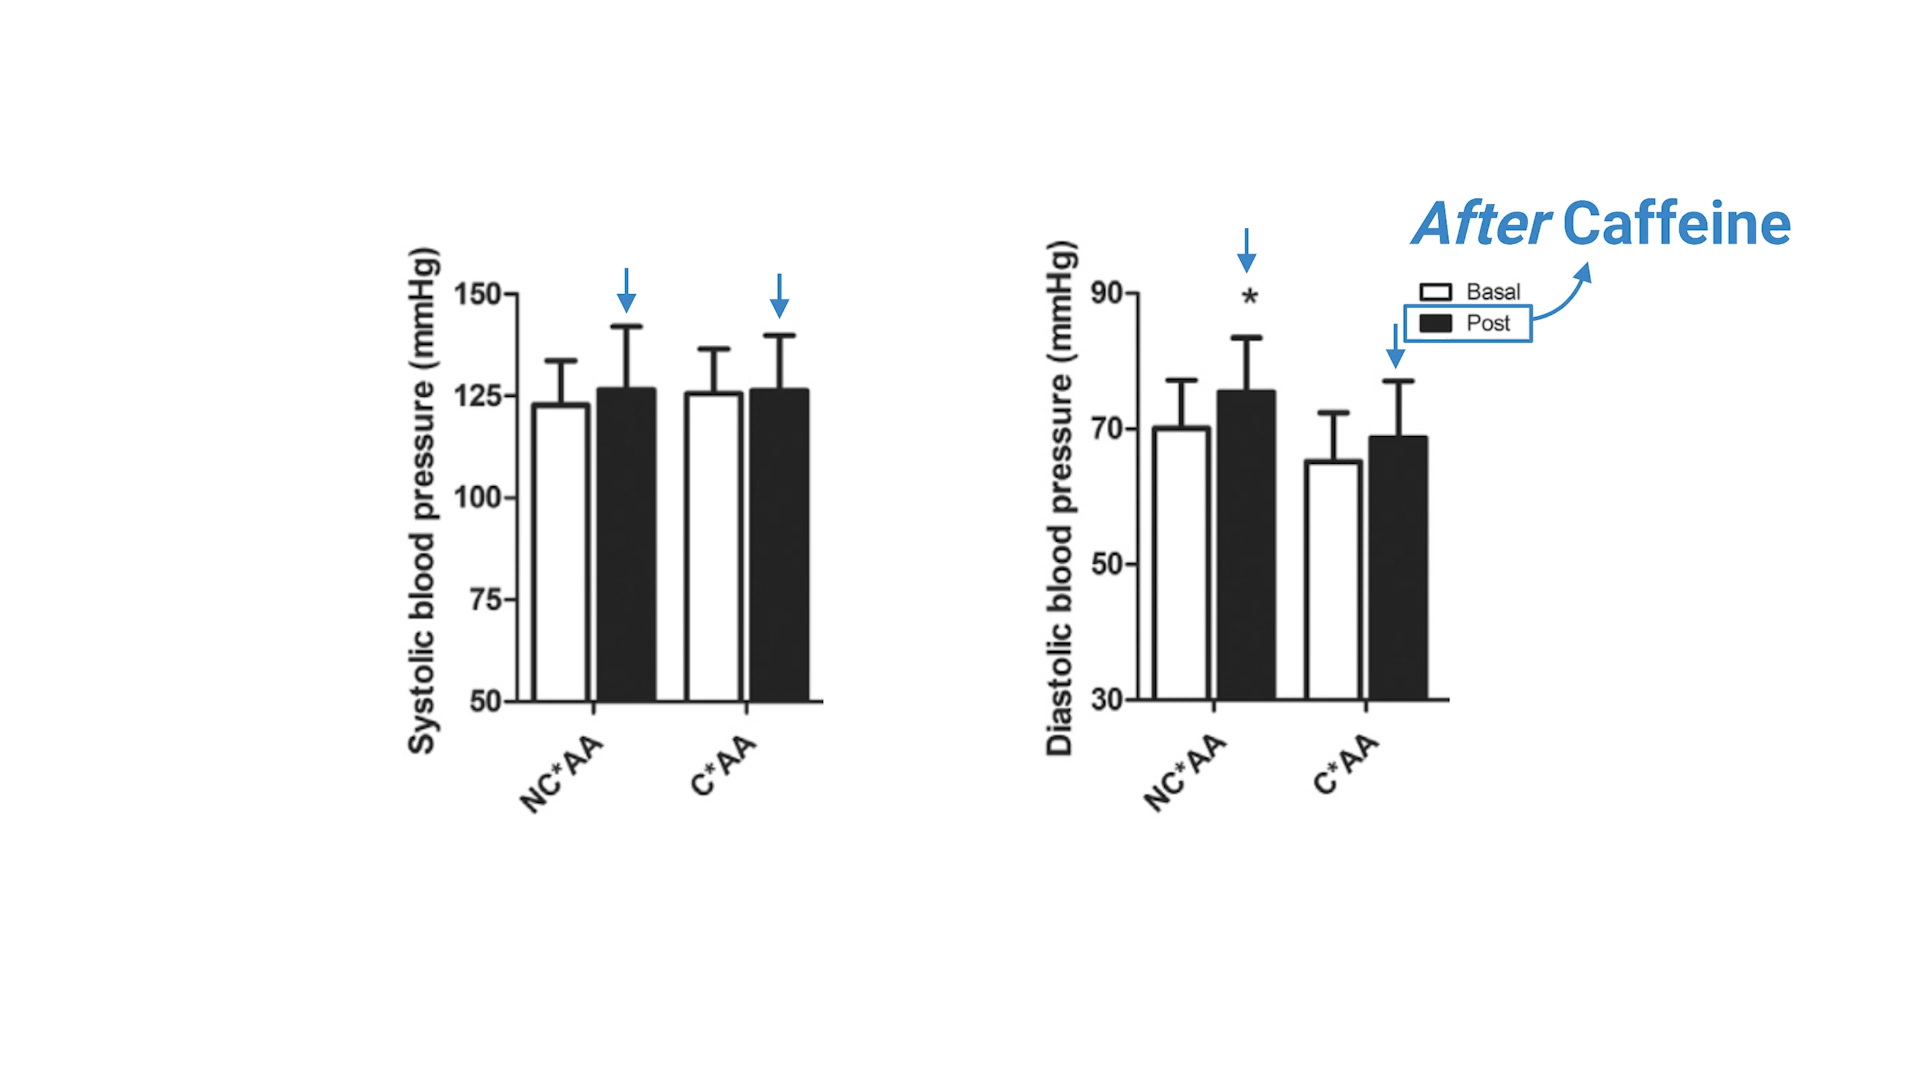 After Caffeine
Systolic blood pressure (mmHg)
150
125
100
75
50
NC*AA
C*AA
Diastolic blood pressure (mmHg)
90
70
50
30
*
NC*AA
C*AA
Basal
Post